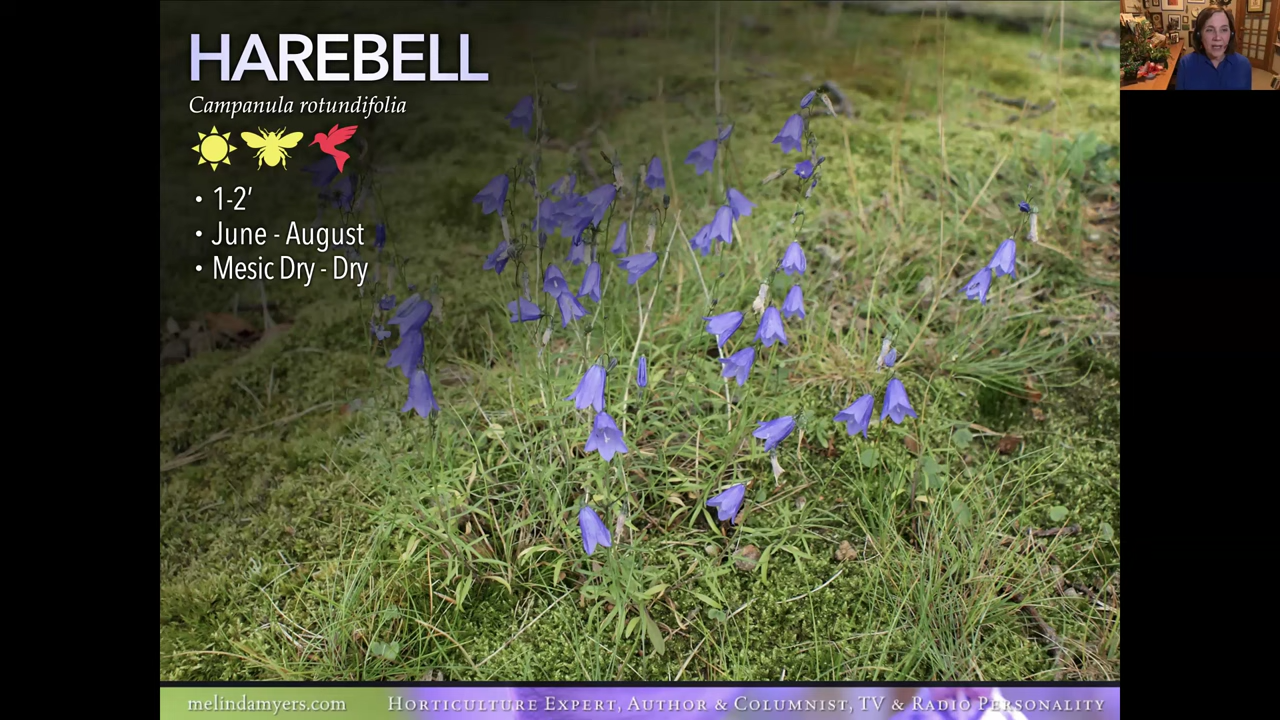 HAREBELL
Campanula rotundifolia
• 1-2′
• June - August
• Mesic Dry - Dry
melindamyers.com Horticulture Expert, Author & Columnist, TV & Radio Personality